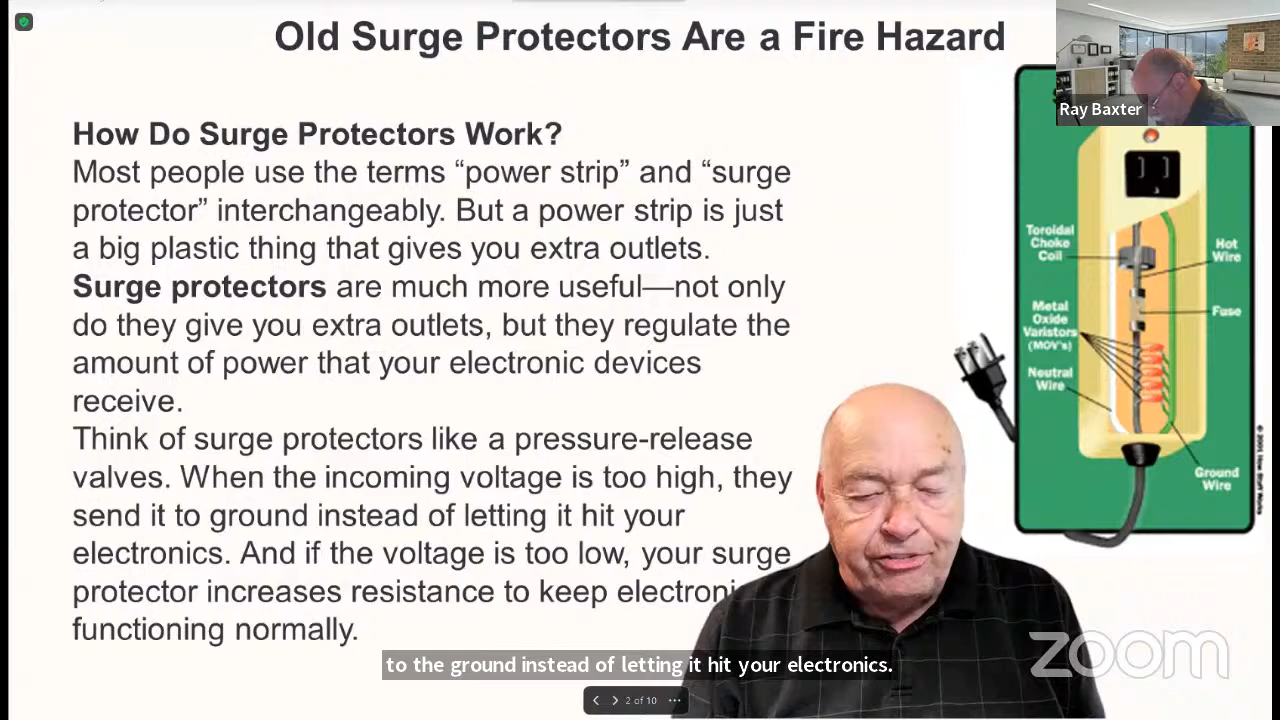 Old Surge Protectors Are a Fire Hazard
Ray Baxter
How Do Surge Protectors Work?
Most people use the terms “power strip” and “surge
protector” interchangeably. But a power strip is just
a big plastic thing that gives you extra outlets.
Surge protectors are much more useful—not only
do they give you extra outlets, but they regulate the
amount of power that your electronic devices
receive.
Think of surge protectors like a pressure-release
valves. When the incoming voltage is too high, they
send it to ground instead of letting it hit your
electronics. And if the voltage is too low, your surge
protector increases resistance to keep electroni
functioning normally.
Toroidal
Choke
Coil
Hot
Wire
Metal
Oxide
Varistors
(MOV's)
Fuse
Neutral
Wire
Ground
Wire
© 2001 How Stuff Works
zoom
to the ground instead of letting it hit your electronics.
2 of 10